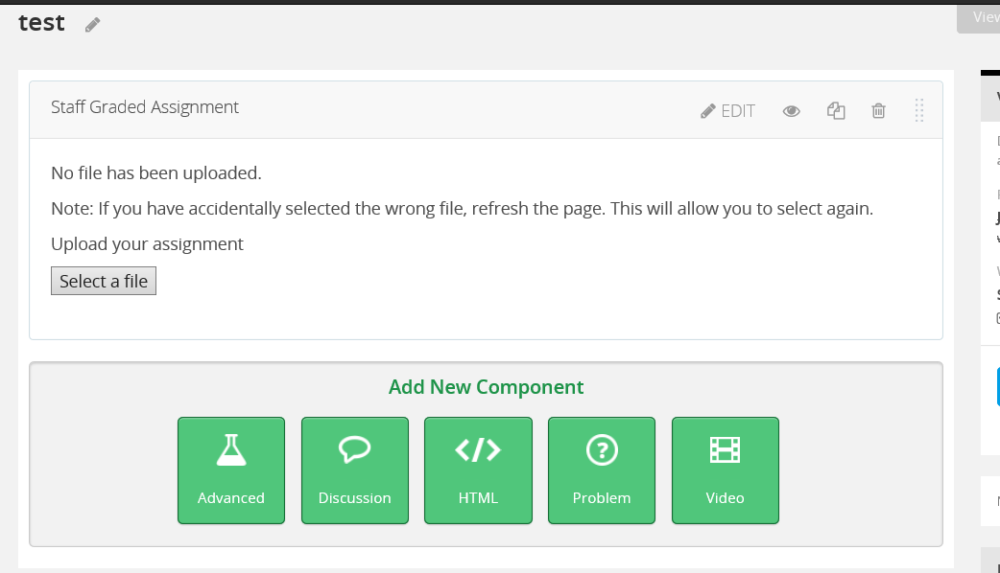 test
View
Staff Graded Assignment
EDIT
No file has been uploaded.
Note: If you have accidentally selected the wrong file, refresh the page. This will allow you to select again.
Upload your assignment
Select a file
Add New Component
Advanced
Discussion
HTML
Problem
Video